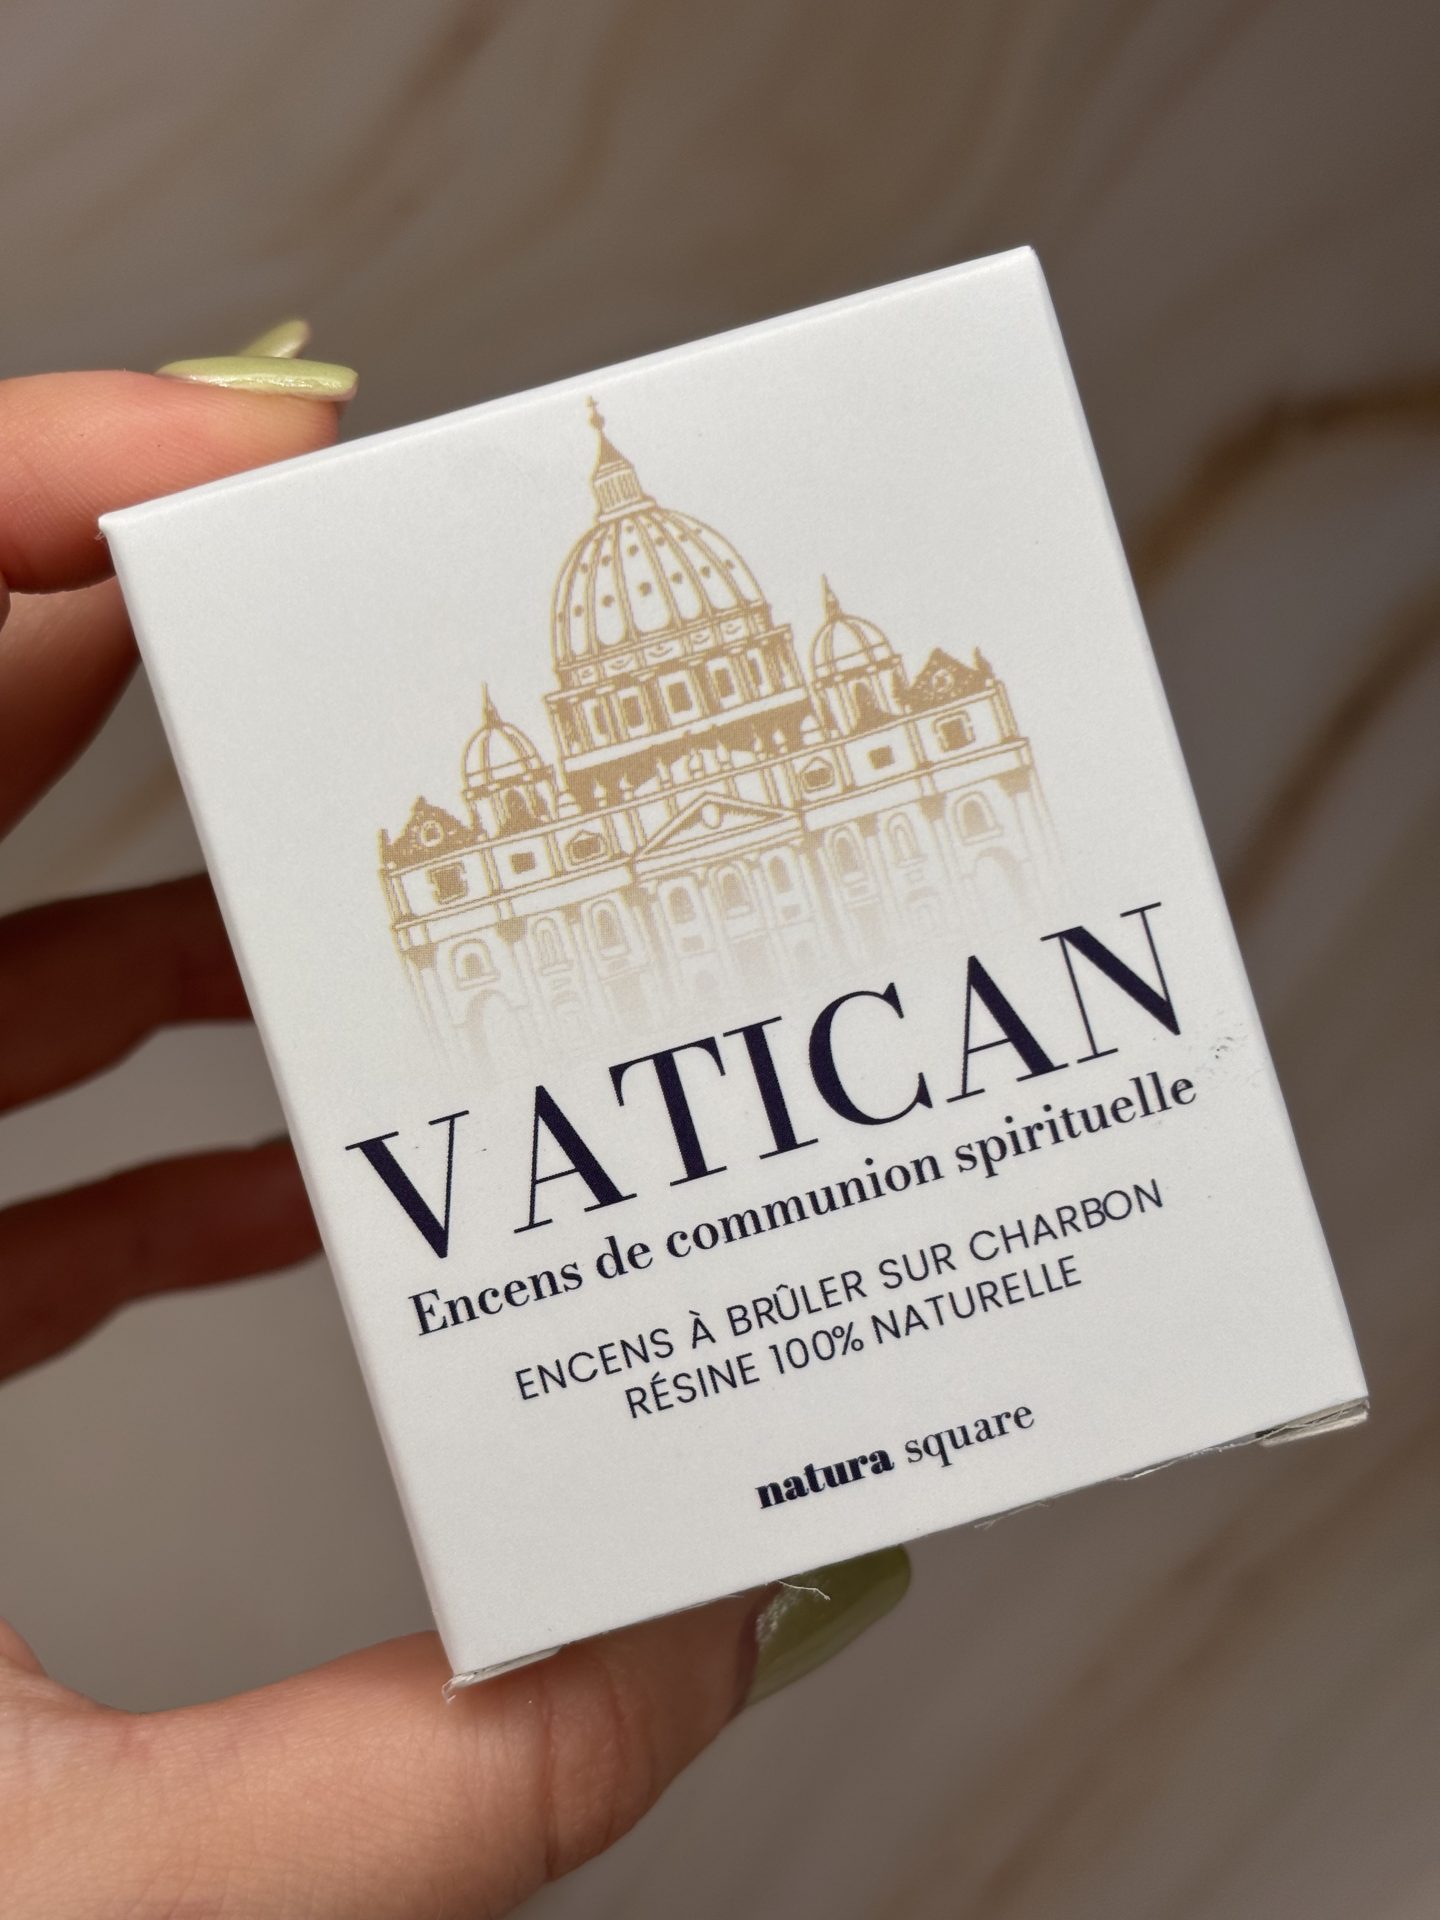 VATICAN
Encens de communion spirituelle
ENCENS À BRÛLER SUR CHARBON
RÉSINE 100% NATURELLE
natura square